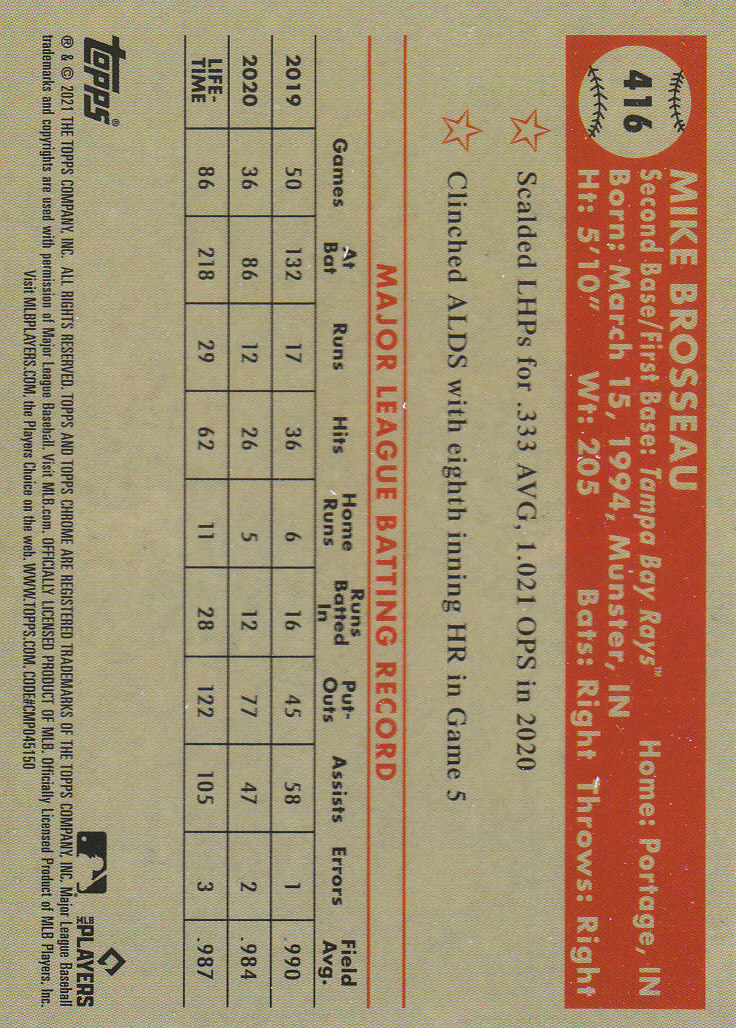 416
MIKE BROSSEAU
Second Base/First Base: Tampa Bay Rays™ Home: Portage, IN
Born: March 15, 1994, Munster, IN
Ht: 5'10" Wt: 205 Bats: Right Throws: Right
Scalded LHPs for .333 AVG, 1.021 OPS in 2020
Clinched ALDS with eighth inning HR in Game 5
MAJOR LEAGUE BATTING RECORD
Games At Bat Runs Hits Home Runs Runs Batted In Put-Outs Assists Errors Field Avg.
2019 50 132 17 36 6 16 45 58 1 .990
2020 36 86 12 26 5 12 77 47 2 .984
LIFE-TIME 86 218 29 62 11 28 122 105 3 .987
topps®
MLB PLAYERS
® & © 2021 THE TOPPS COMPANY, INC. ALL RIGHTS RESERVED. TOPPS AND TOPPS CHROME ARE REGISTERED TRADEMARKS OF THE TOPPS COMPANY, INC. Major League Baseball
trademarks and copyrights are used with permission of Major League Baseball. Visit MLB.com. OFFICIALLY LICENSED PRODUCT OF MLB. Officially Licensed Product of MLB Players, Inc.
Visit MLBPLAYERS.COM, the Players Choice on the web. WWW.TOPPS.COM. CODE#CMP045150